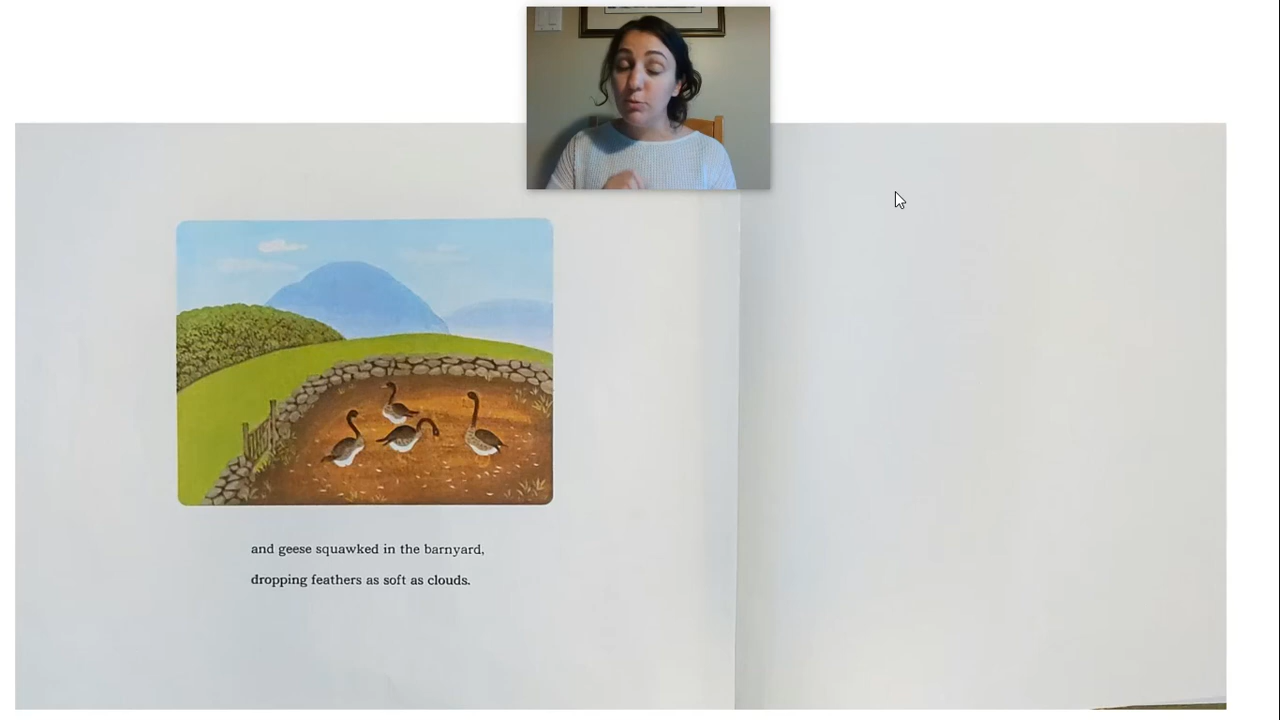 and geese squawked in the barnyard,
dropping feathers as soft as clouds.